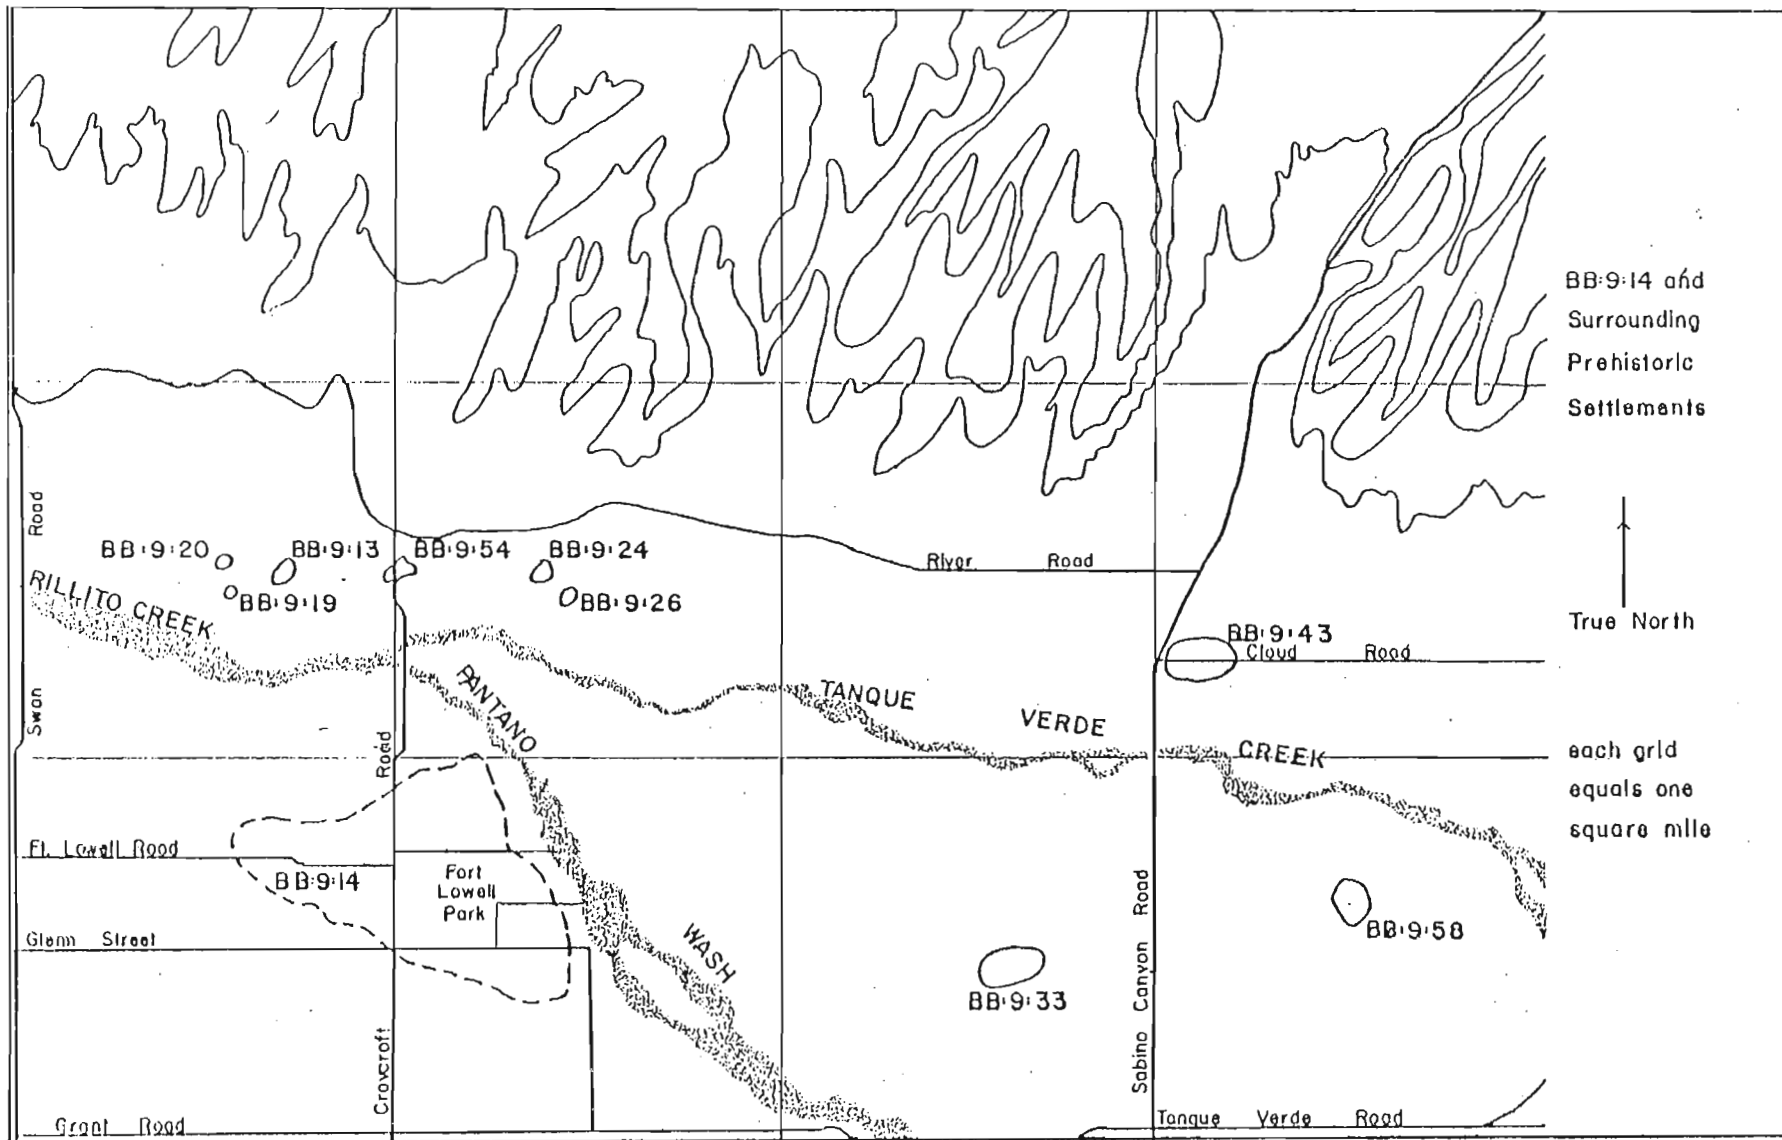 BB:9:14 and
Surrounding
Prehistoric
Settlements
Swan Road
BB:9:20
BB:9:13
BB:9:54
BB:9:24
BB:9:19
BB:9:26
River Road
RILLITO CREEK
True North
BB:9:43
Cloud Road
PANTANO WASH
TANQUE VERDE CREEK
each grid
equals one
square mile
Craycroft Road
Ft. Lowell Road
BB:9:14
Fort
Lowell
Park
Sabino Canyon Road
BB:9:58
Glenn Street
BB:9:33
Grant Road
Tanque Verde Road